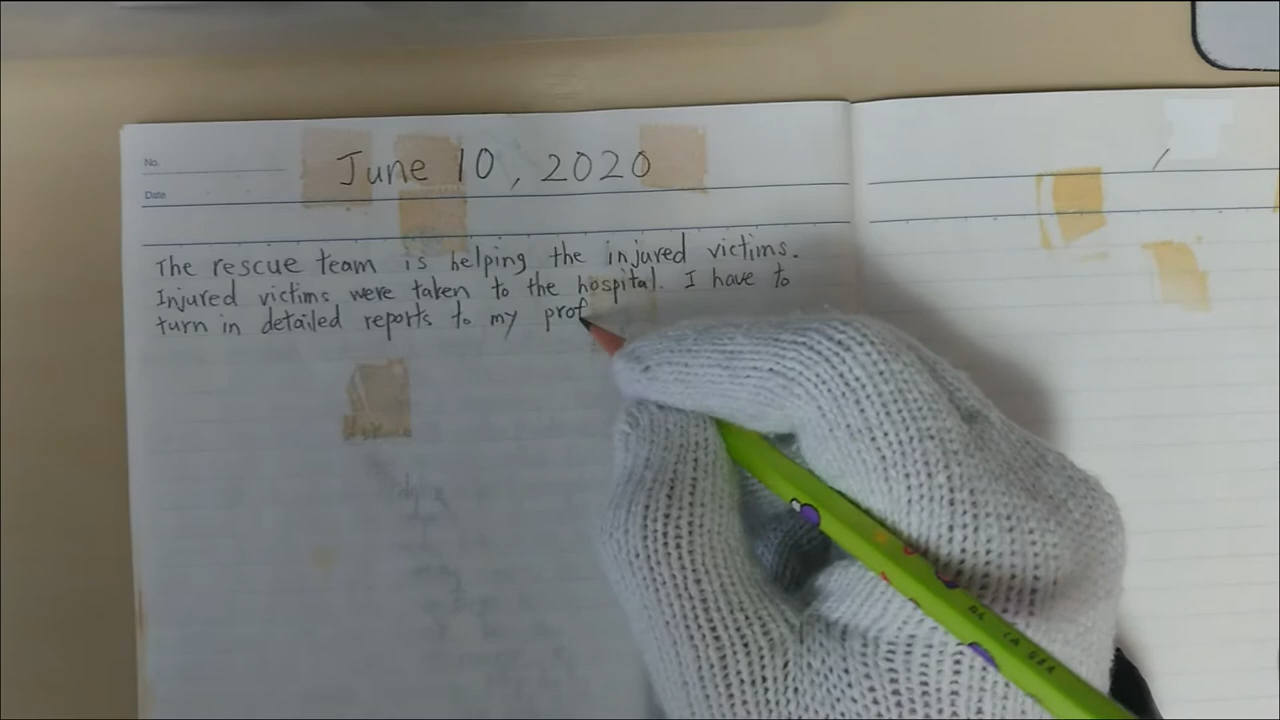 No.
June 10, 2020
Date
The rescue team is helping the injured victims.
Injured victims were taken to the hospital. I have to
turn in detailed reports to my prof